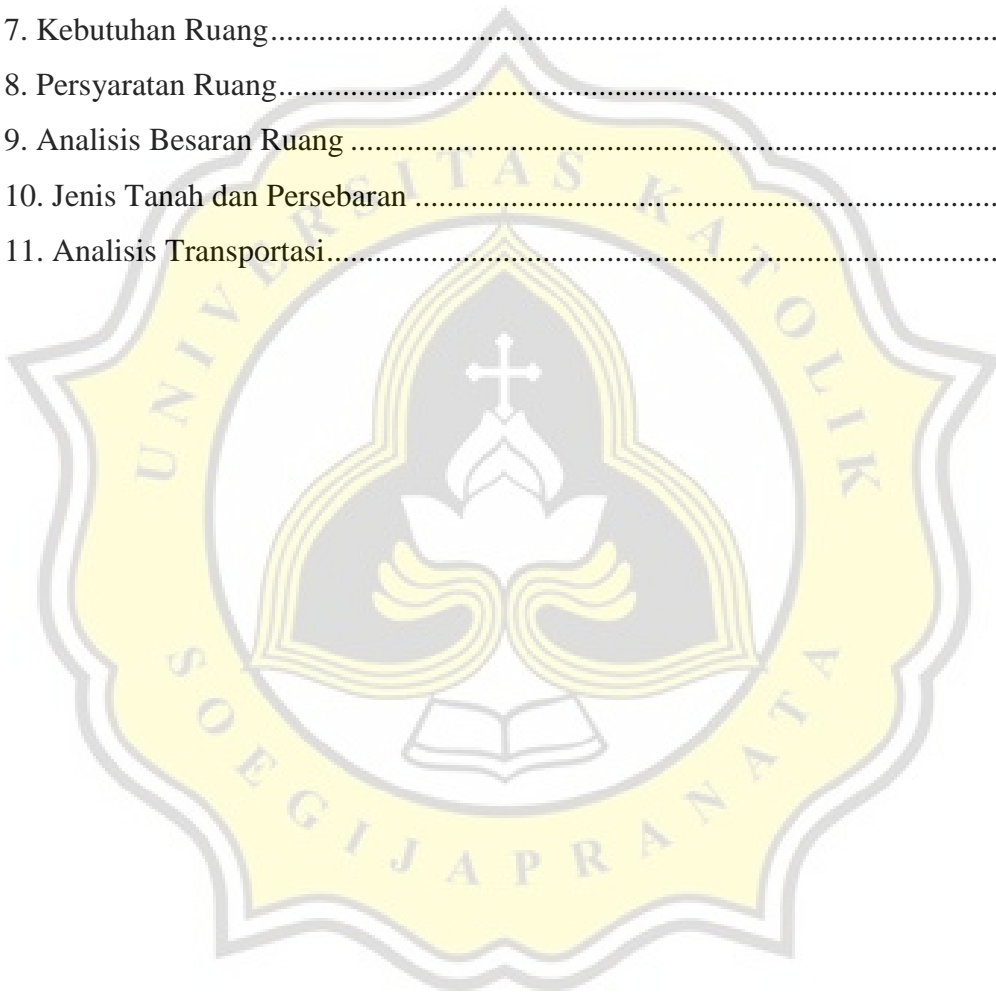 7. Kebutuhan Ruang....................................................................................................
8. Persyaratan Ruang...................................................................................................
9. Analisis Besaran Ruang ..........................................................................................
10. Jenis Tanah dan Persebaran ..................................................................................
11. Analisis Transportasi.............................................................................................
UNIVERSITAS KATOLIK
SOEGIJAPRANATA